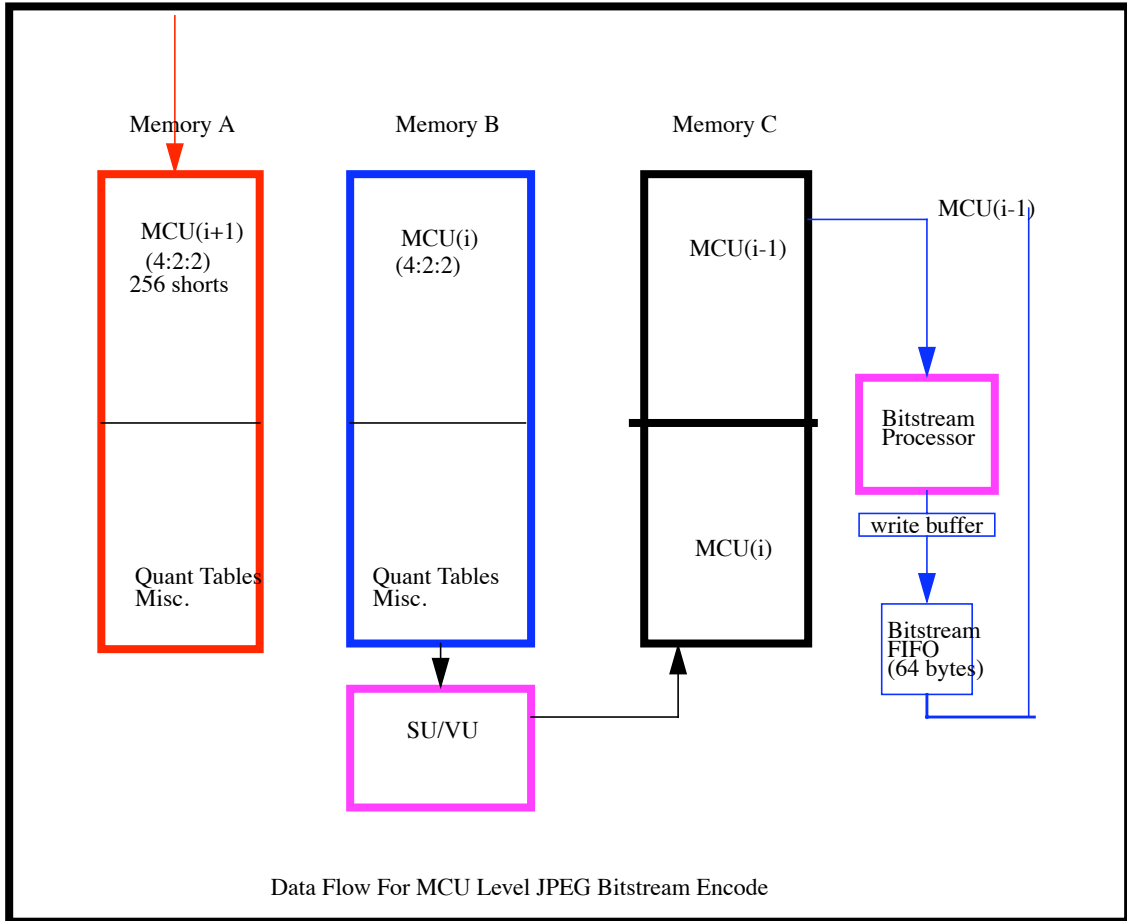 Memory A
Memory B
Memory C
MCU(i+1)
(4:2:2)
256 shorts
MCU(i)
(4:2:2)
MCU(i-1)
MCU(i-1)
Bitstream
Processor
write buffer
Quant Tables
Misc.
Quant Tables
Misc.
MCU(i)
Bitstream
FIFO
(64 bytes)
SU/VU
Data Flow For MCU Level JPEG Bitstream Encode